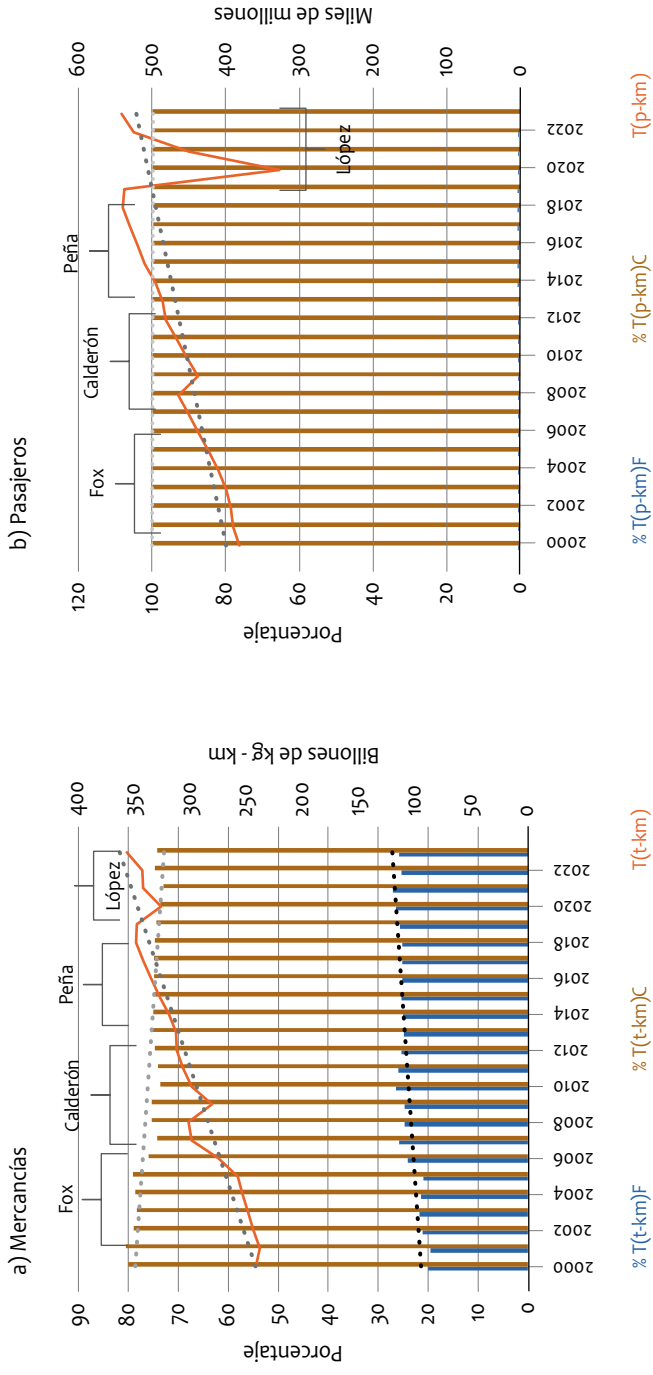 a) Mercancías
Porcentaje
90
80
70
60
50
40
30
20
10
0
Fox
Calderón
Peña
López
400
350
300
250
200
150
100
50
0
Billones de kg - km
2000
2002
2004
2006
2008
2010
2012
2014
2016
2018
2020
2022
% T(t-km)F
% T(t-km)C
T(t-km)
b) Pasajeros
Porcentaje
120
100
80
60
40
20
0
Fox
Calderón
Peña
López
600
500
400
300
200
100
0
Miles de millones
2000
2002
2004
2006
2008
2010
2012
2014
2016
2018
2020
2022
% T(p-km)F
% T(p-km)C
T(p-km)